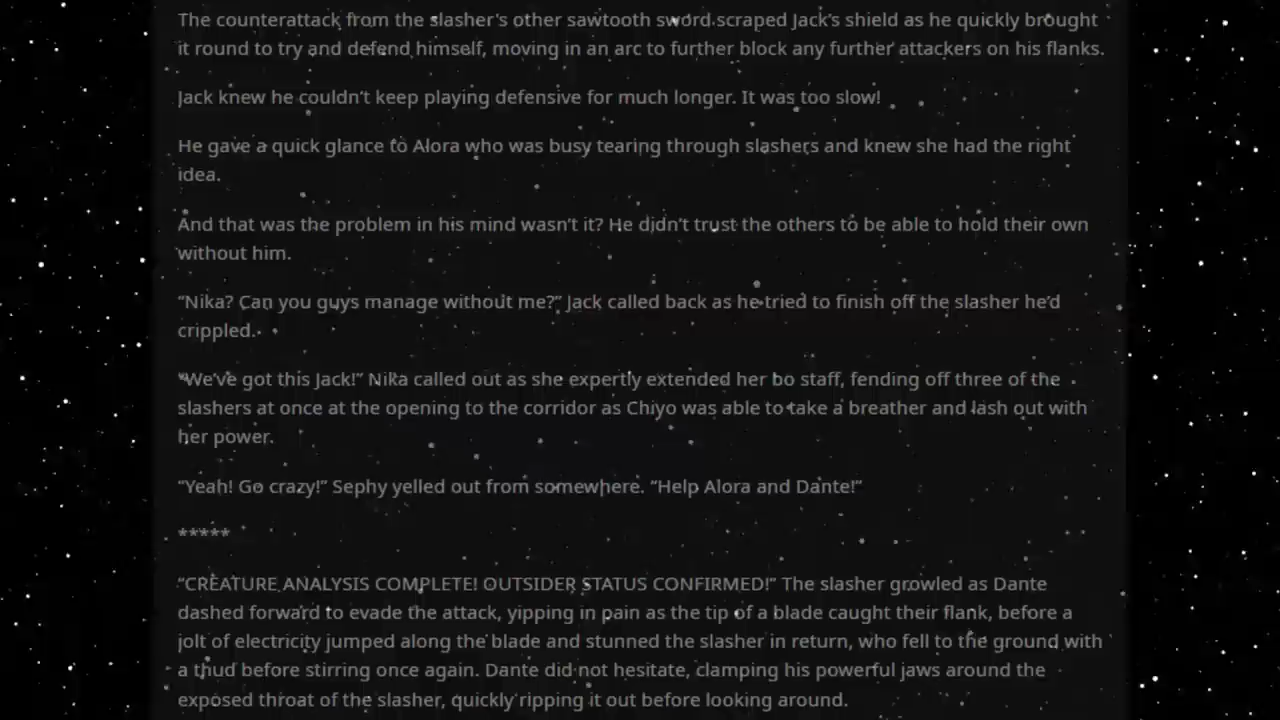 The counterattack from the slasher's other sawtooth sword scraped Jack's shield as he quickly brought
it round to try and defend himself, moving in an arc to further block any further attackers on his flanks.
Jack knew he couldn't keep playing defensive for much longer. It was too slow!
He gave a quick glance to Alora who was busy tearing through slashers and knew she had the right
idea.
And that was the problem in his mind wasn't it? He didn't trust the others to be able to hold their own
without him.
“Nika? Can you guys manage without me?” Jack called back as he tried to finish off the slasher he'd
crippled.
“We've got this Jack!” Nika called out as she expertly extended her bo staff, fending off three of the
slashers at once at the opening to the corridor as Chiyo was able to take a breather and lash out with
her power.
“Yeah! Go crazy!” Sephy yelled out from somewhere. “Help Alora and Dante!”
*****
“CREATURE ANALYSIS COMPLETE! OUTSIDER STATUS CONFIRMED!” The slasher growled as Dante
dashed forward to evade the attack, yipping in pain as the tip of a blade caught their flank, before a
jolt of electricity jumped along the blade and stunned the slasher in return, who fell to the ground with
a thud before stirring once again. Dante did not hesitate, clamping his powerful jaws around the
exposed throat of the slasher, quickly ripping it out before looking around.